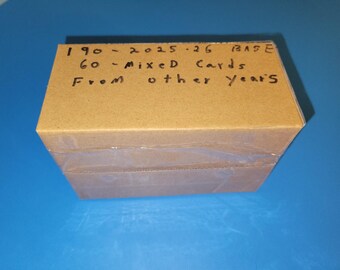 190 - 2025-26 BASE
60 - MixeD Cards
From other years